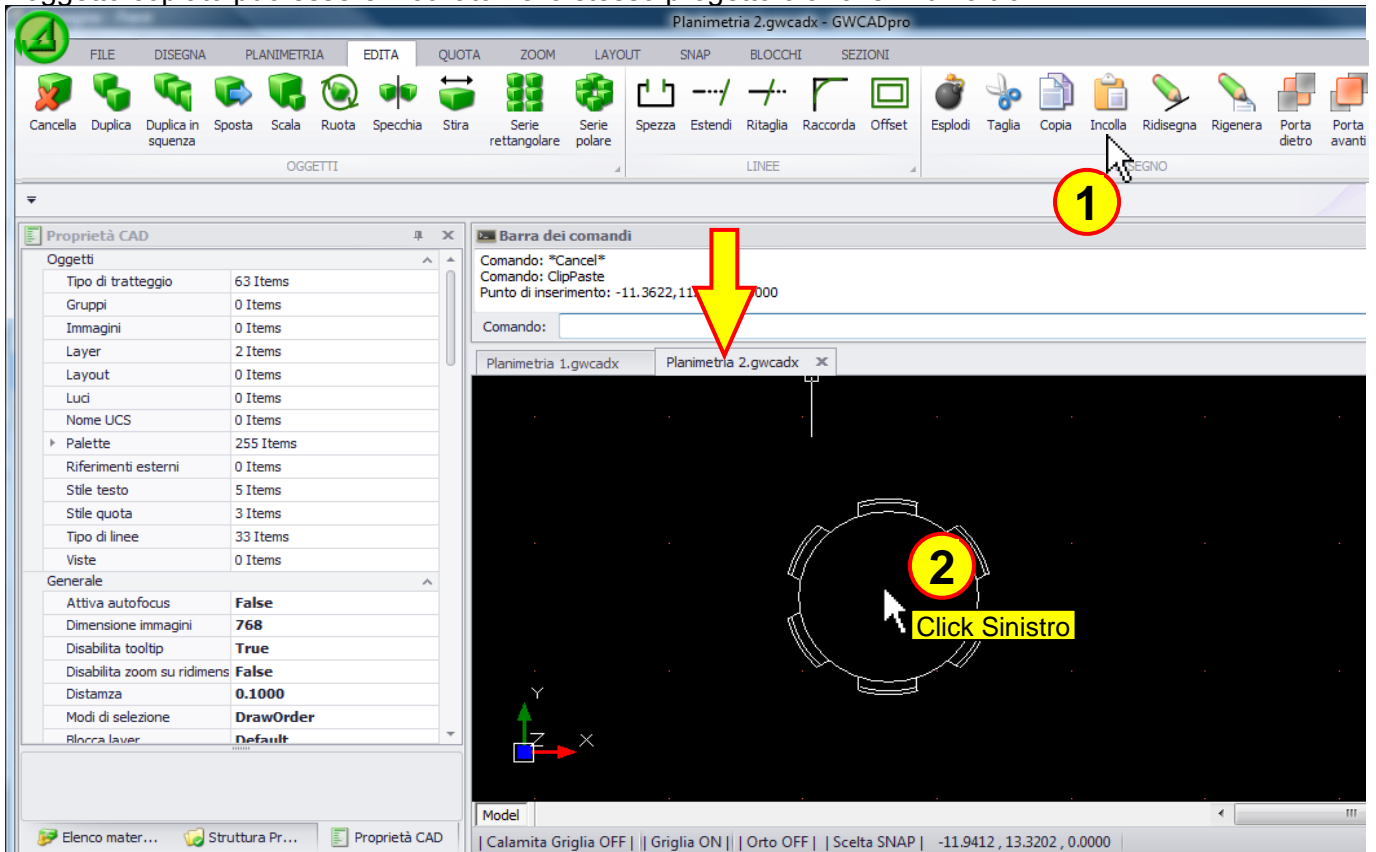 Planimetria 2.gwcadx - GWCADpro
FILE DISEGNA PLANIMETRIA EDITA QUOTA ZOOM LAYOUT SNAP BLOCCHI SEZIONI
Cancella Duplica Duplica in squenza Sposta Scala Ruota Specchia Stira Serie rettangolare Serie polare Spezza Estendi Ritaglia Raccorda Offset Esplodi Taglia Copia Incolla Ridisegna Rigenera Porta dietro Porta avanti
OGGETTI LINEE EGNO
1
Proprietà CAD
Oggetti
Tipo di tratteggio 63 Items
Gruppi 0 Items
Immagini 0 Items
Layer 2 Items
Layout 0 Items
Luci 0 Items
Nome UCS 0 Items
Palette 255 Items
Riferimenti esterni 0 Items
Stile testo 5 Items
Stile quota 3 Items
Tipo di linee 33 Items
Viste 0 Items
Generale
Attiva autofocus False
Dimensione immagini 768
Disabilita tooltip True
Disabilita zoom su ridimens False
Distamza 0.1000
Modi di selezione DrawOrder
Blocca layer Default
Elenco mater... Struttura Pr... Proprietà CAD
Barra dei comandi
Comando: *Cancel*
Comando: ClipPaste
Punto di inserimento: -11.3622,11. 000
Comando:
Planimetria 1.gwcadx Planimetria 2.gwcadx
2
Click Sinistro
Y
Z X
Model
| Calamita Griglia OFF | | Griglia ON | | Orto OFF | | Scelta SNAP | -11.9412 , 13.3202 , 0.0000